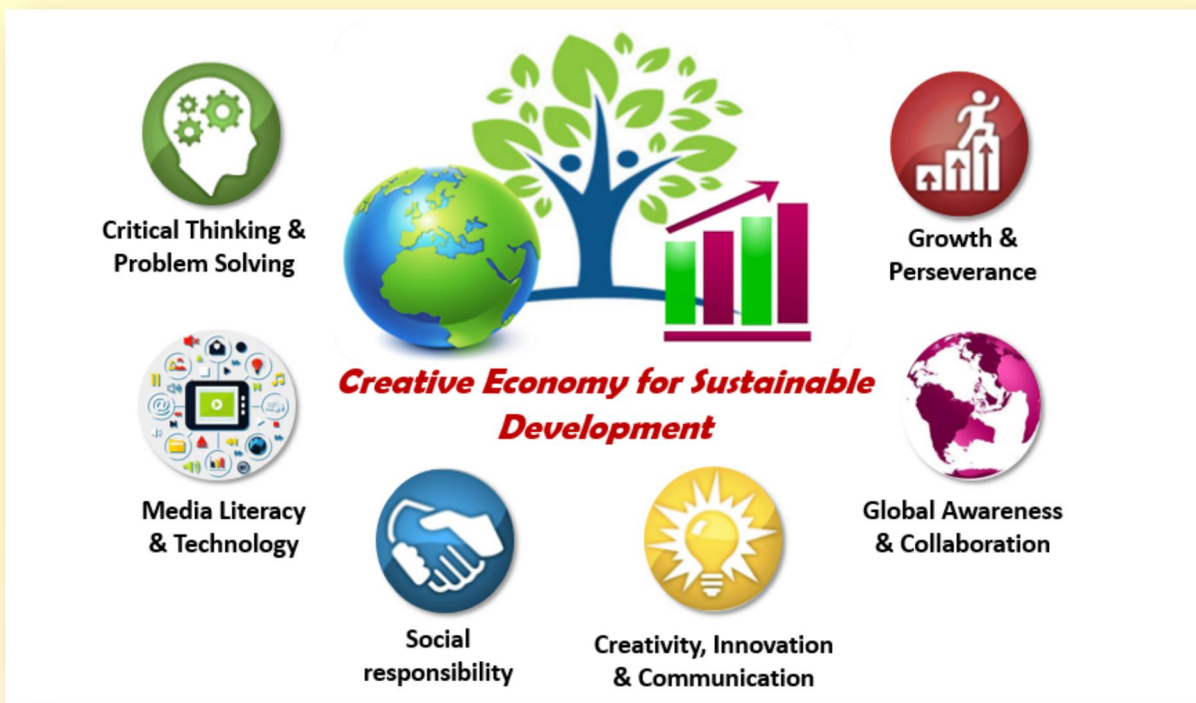 Critical Thinking &
Problem Solving
Growth &
Perseverance
Creative Economy for Sustainable
Development
Media Literacy
& Technology
Global Awareness
& Collaboration
Social
responsibility
Creativity, Innovation
& Communication